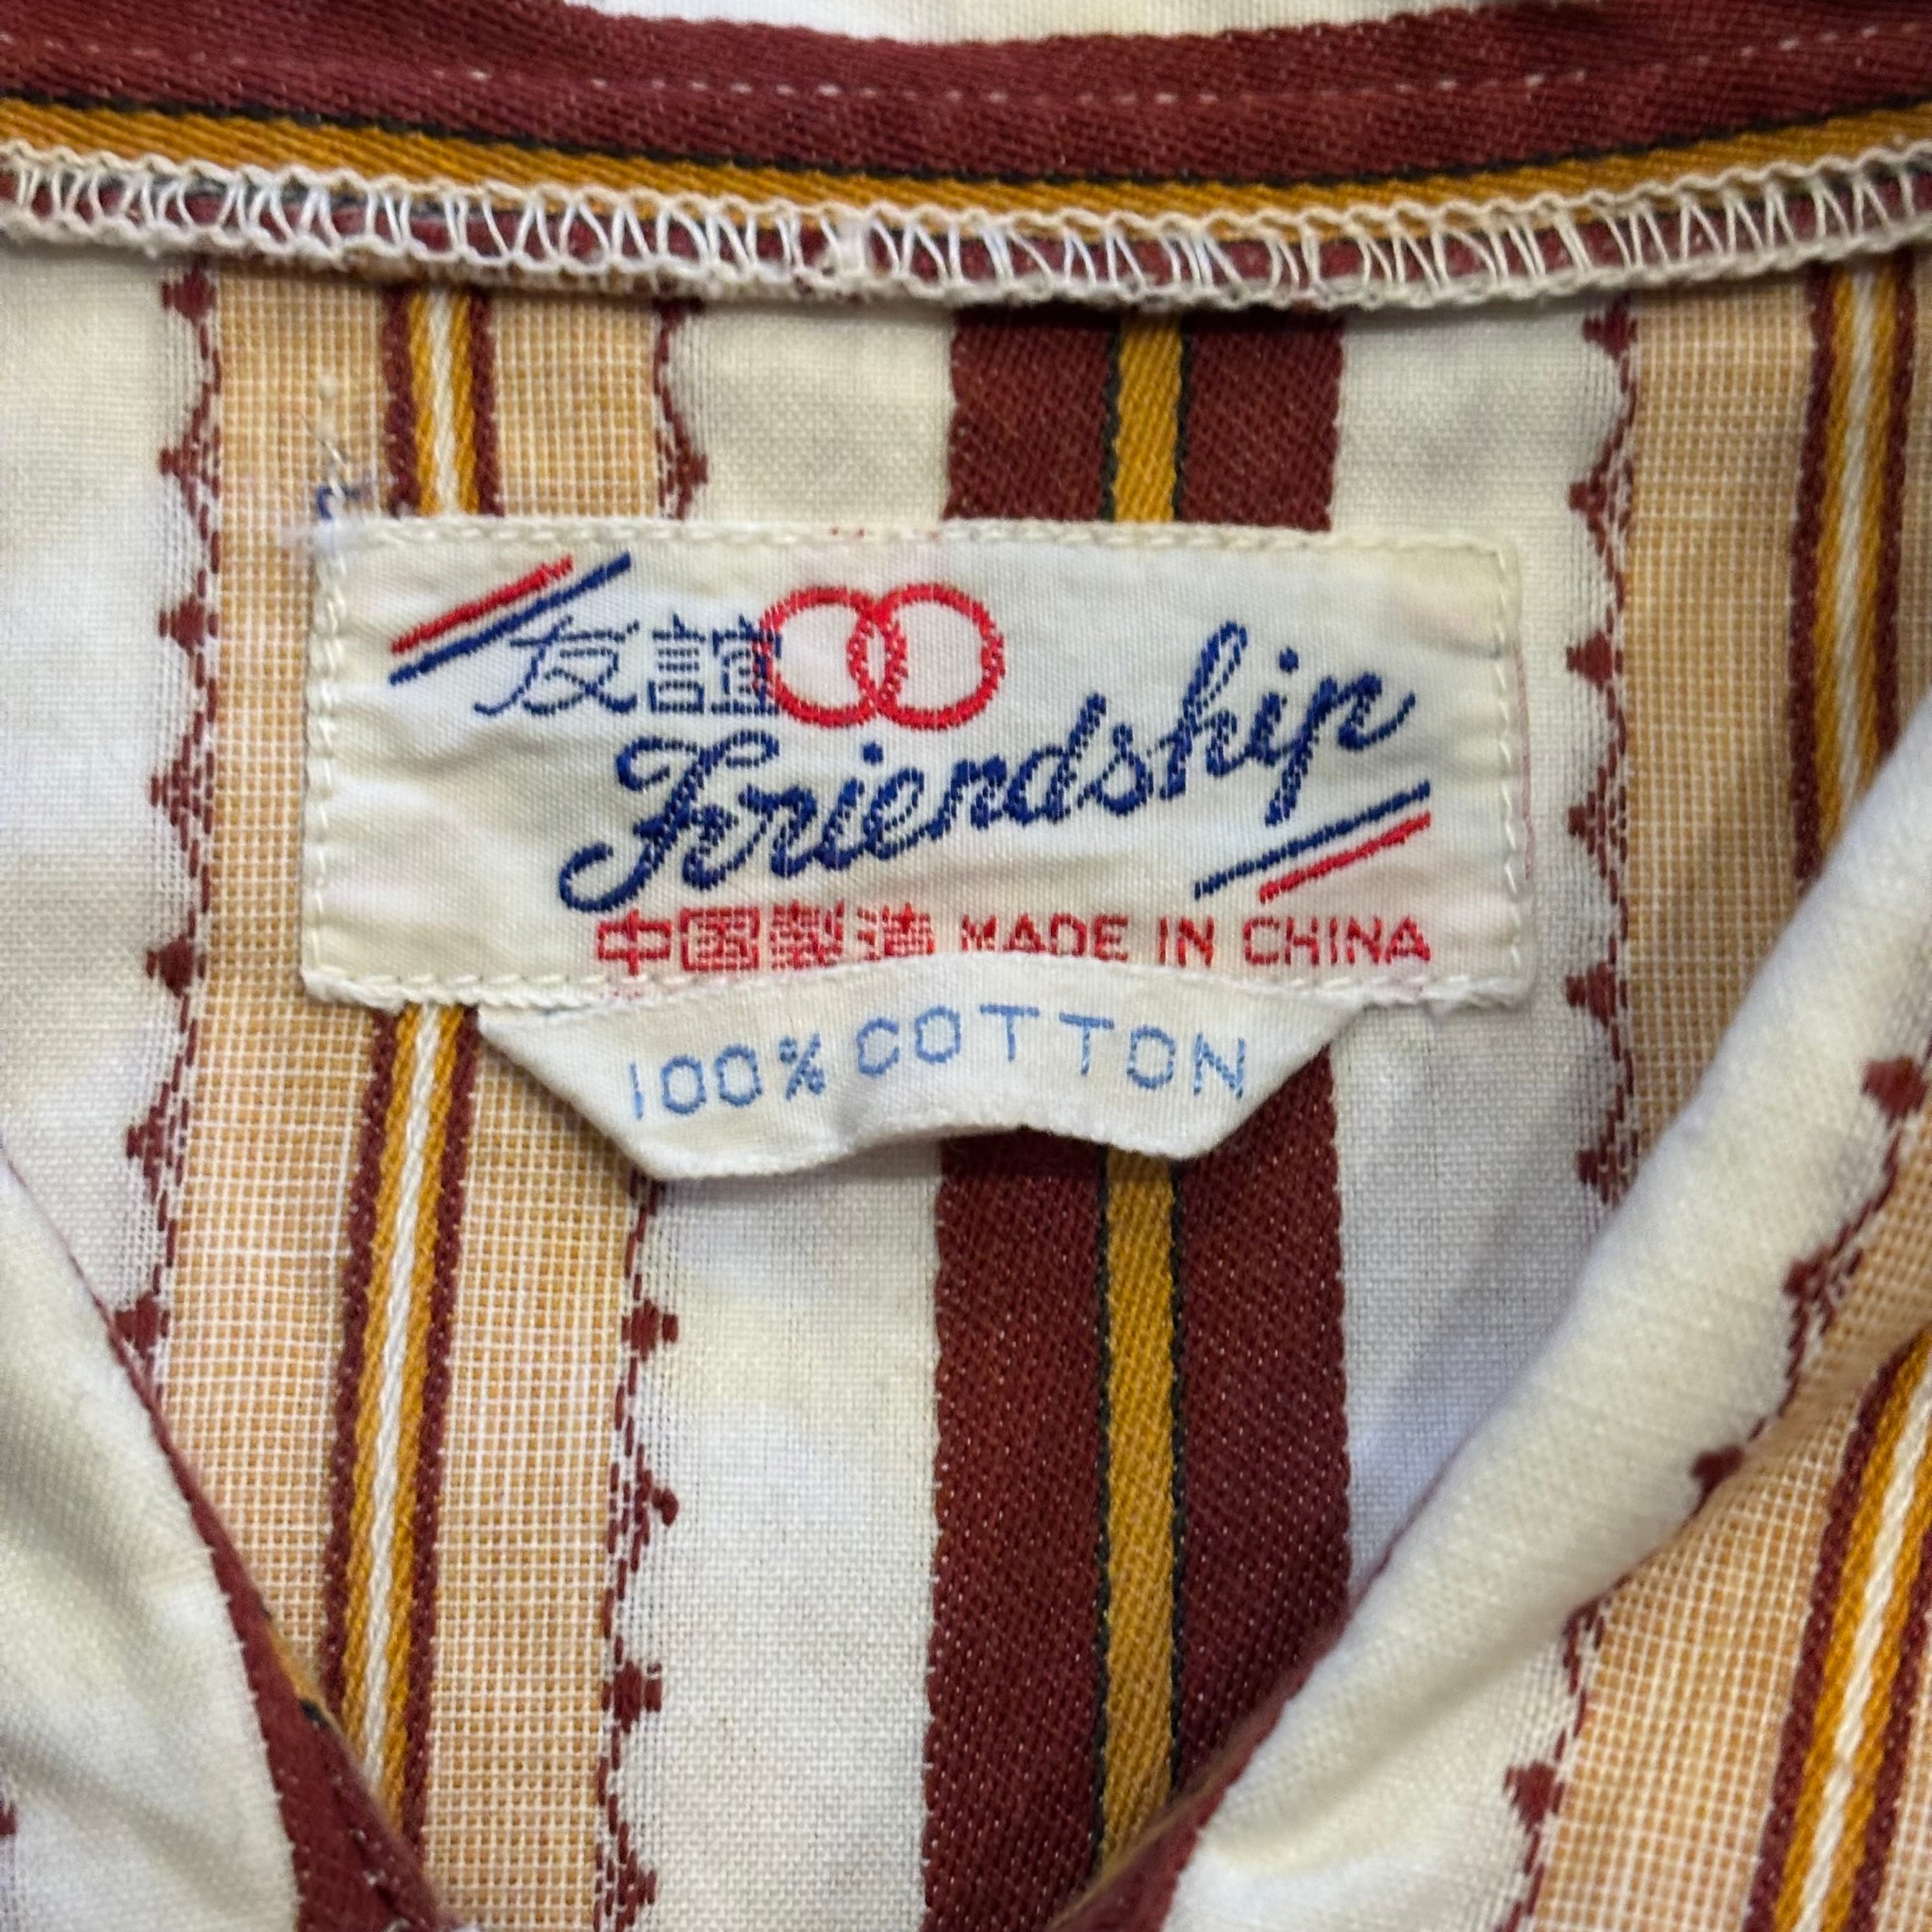 友誼
Friendship
中國製造 MADE IN CHINA
100% COTTON